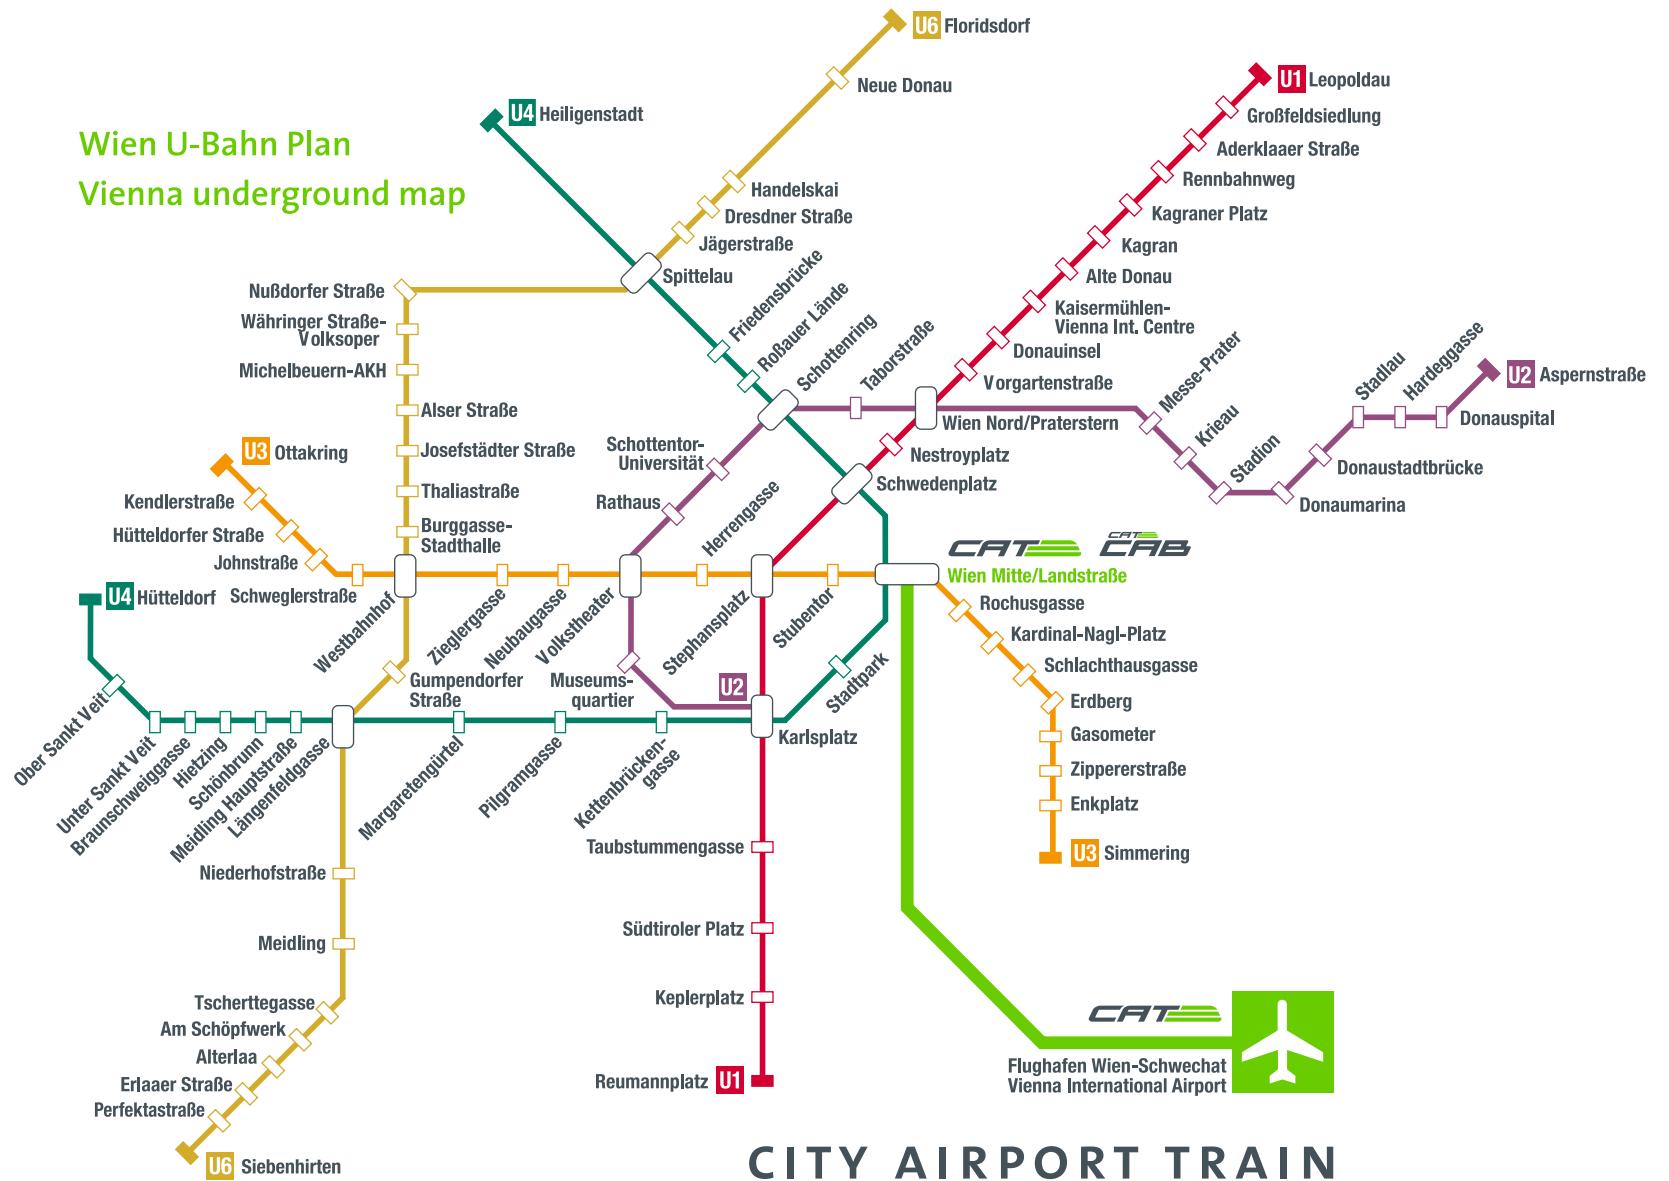 Wien U-Bahn Plan
Vienna underground map
U6 Floridsdorf
Neue Donau
Handelskai
Dresdner Straße
Jägerstraße
Spittelau
U4 Heiligenstadt
U1 Leopoldau
Großfeldsiedlung
Aderklaaer Straße
Rennbahnweg
Kagraner Platz
Kagran
Alte Donau
Kaisermühlen-
Vienna Int. Centre
Donauinsel
Vorgartenstraße
Wien Nord/Praterstern
Nestroyplatz
Schwedenplatz
Friedensbrücke
Roßauer Lände
Schottenring
Taborstraße
Messe-Prater
Krieau
Stadion
Donaumarina
Donaustadtbrücke
Stadlau
Hardeggasse
Donauspital
U2 Aspernstraße
Nußdorfer Straße
Währinger Straße-
Volksoper
Michelbeuern-AKH
Alser Straße
Josefstädter Straße
Thaliastraße
Burggasse-
Stadthalle
Schottentor-
Universität
Rathaus
Herrengasse
U3 Ottakring
Kendlerstraße
Hütteldorfer Straße
Johnstraße
Schweglerstraße
Westbahnhof
Zieglergasse
Neubaugasse
Volkstheater
Stephansplatz
Stubentor
CAT
CAT
CAB
Wien Mitte/Landstraße
Rochusgasse
Kardinal-Nagl-Platz
Schlachthausgasse
Erdberg
Gasometer
Zippererstraße
Enkplatz
U3 Simmering
U4 Hütteldorf
Ober Sankt Veit
Unter Sankt Veit
Braunschweiggasse
Hietzing
Schönbrunn
Meidling Hauptstraße
Längenfeldgasse
Gumpendorfer
Straße
Margaretengürtel
Pilgramgasse
Kettenbrücken-
gasse
Museums-
quartier
U2
Karlsplatz
Stadtpark
Taubstummengasse
Südtiroler Platz
Keplerplatz
Reumannplatz U1
Niederhofstraße
Meidling
Tscherttegasse
Am Schöpfwerk
Alterlaa
Erlaaer Straße
Perfektastraße
U6 Siebenhirten
CAT
Flughafen Wien-Schwechat
Vienna International Airport
CITY AIRPORT TRAIN